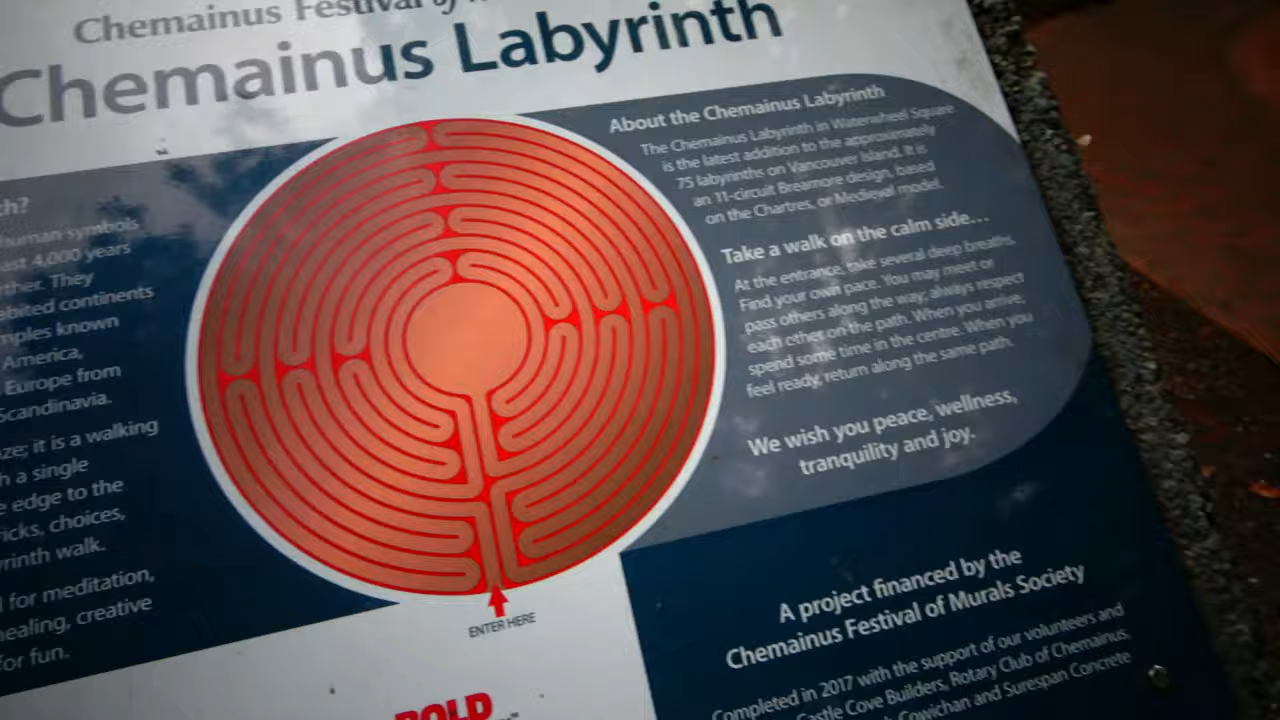 Chemainus Festival of
Chemainus Labyrinth
th?
human symbols
ast 4,000 years
rther. They
bited continents
mples known
America,
Europe from
Scandinavia.
ze; it is a walking
h a single
e edge to the
ricks, choices,
yrinth walk.
l for meditation,
healing, creative
for fun.
About the Chemainus Labyrinth
The Chemainus Labyrinth in Waterwheel Square
is the latest addition to the approximately
75 labyrinths on Vancouver Island. It is
an 11-circuit Breamore design, based
on the Chartres, or Medieval model.
Take a walk on the calm side...
At the entrance, take several deep breaths.
Find your own pace. You may meet or
pass others along the way; always respect
each other on the path. When you arrive,
spend some time in the centre. When you
feel ready, return along the same path.
We wish you peace, wellness,
tranquility and joy.
ENTER HERE
BOLD
A project financed by the
Chemainus Festival of Murals Society
Completed in 2017 with the support of our volunteers and
Castle Cove Builders, Rotary Club of Chemainus,
Cowichan and Surespan Concrete